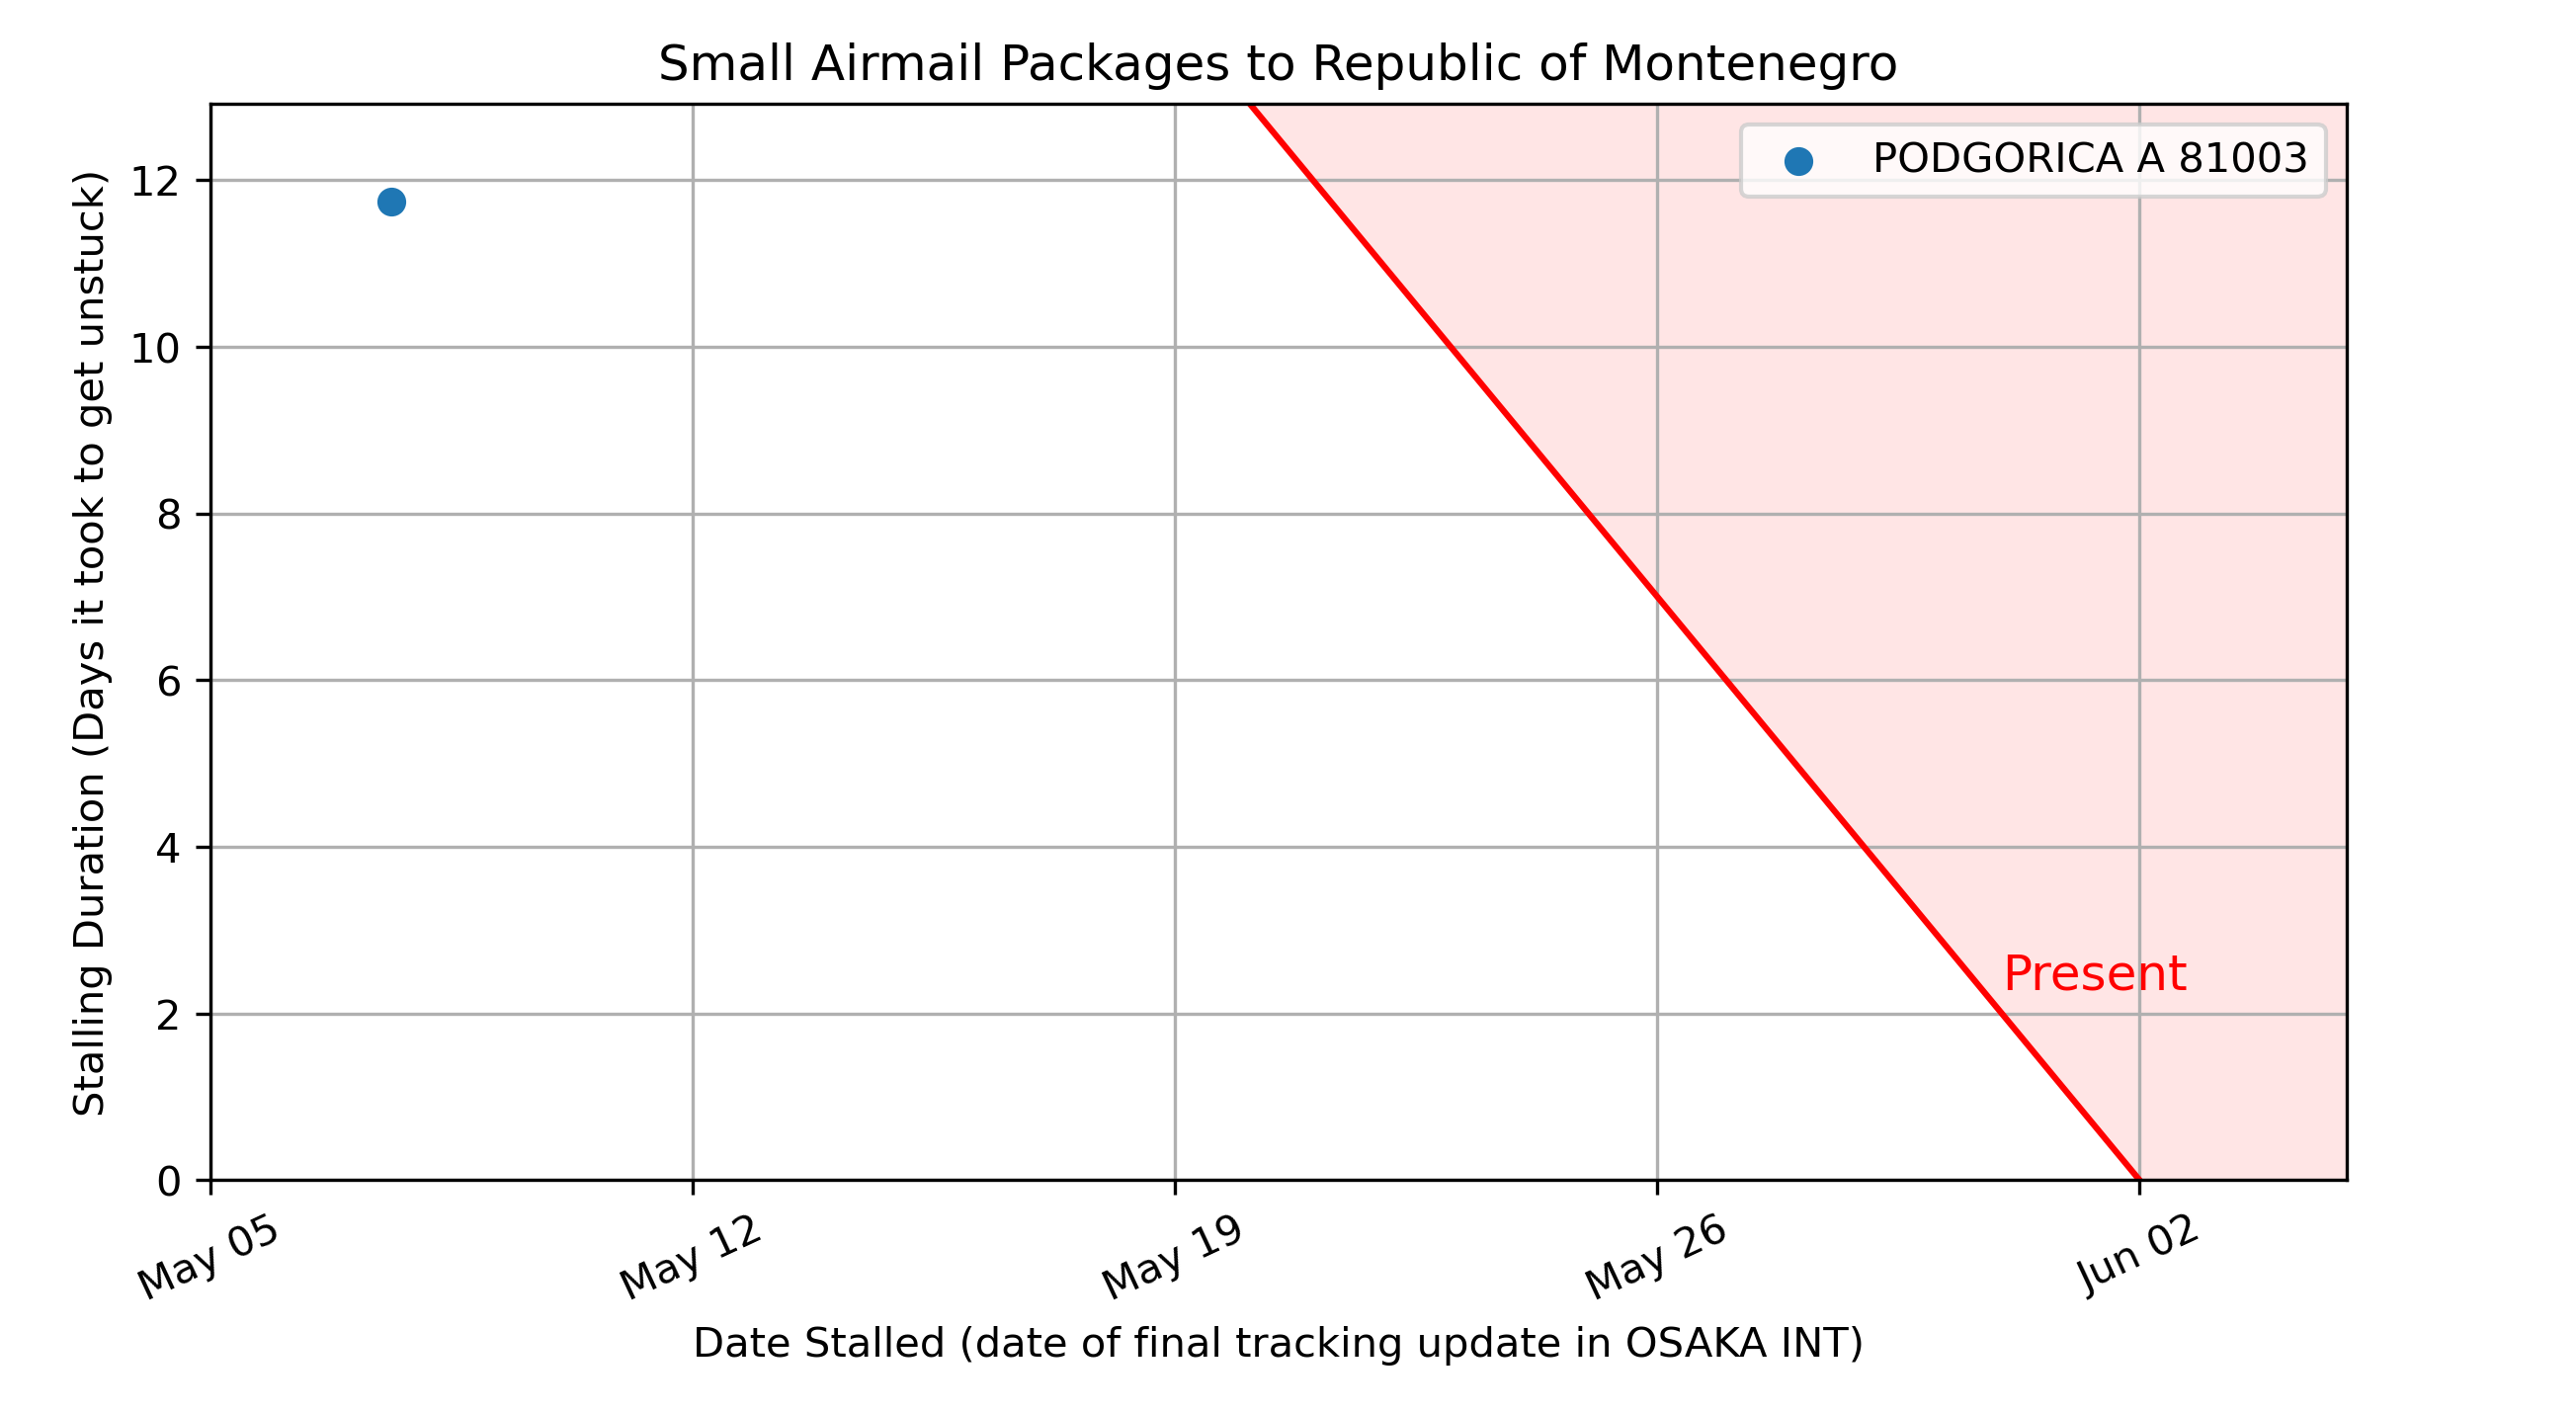 Small Airmail Packages to Republic of Montenegro
PODGORICA A 81003
Stalling Duration (Days it took to get unstuck)
12
10
8
6
4
2
0
Present
May 05
May 12
May 19
May 26
Jun 02
Date Stalled (date of final tracking update in OSAKA INT)